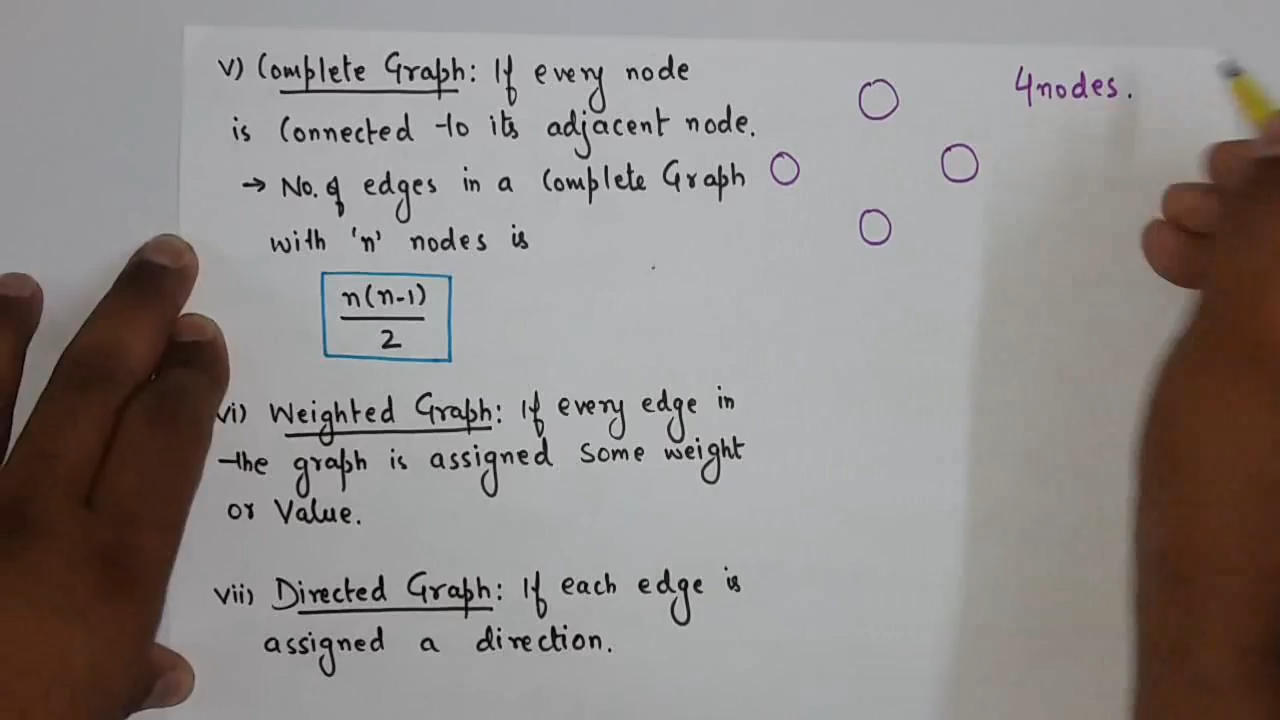 v) Complete Graph: If every node
is Connected to its adjacent node.
→ No. of edges in a Complete Graph
with 'n' nodes is
n(n-1)
2
vi) Weighted Graph: If every edge in
the graph is assigned Some weight
or Value.
vii) Directed Graph: If each edge is
assigned a direction.
4nodes.